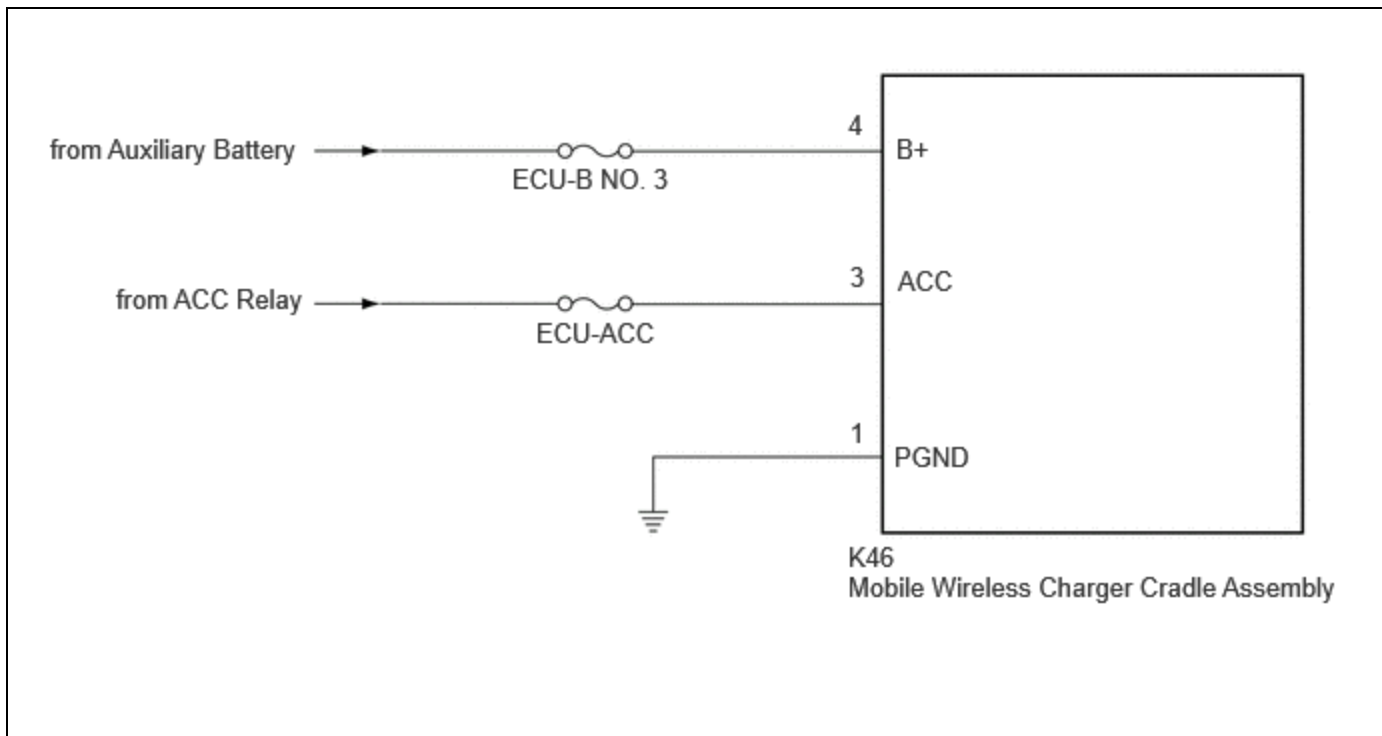 4
from Auxiliary Battery
B+
ECU-B NO. 3
3
ACC
from ACC Relay
ECU-ACC
1
PGND
K46
Mobile Wireless Charger Cradle Assembly